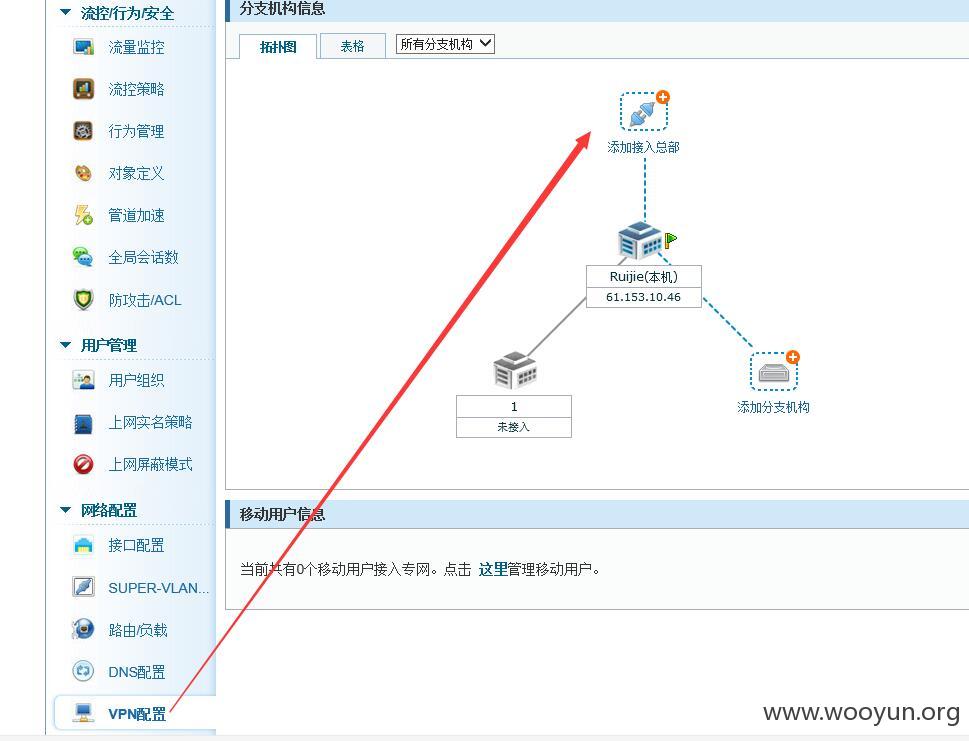 流控/行为/安全
流量监控
流控策略
行为管理
对象定义
管道加速
全局会话数
防攻击/ACL
用户管理
用户组织
上网实名策略
上网屏蔽模式
网络配置
接口配置
SUPER-VLAN...
路由/负载
DNS配置
VPN配置
分支机构信息
拓扑图 表格 所有分支机构
添加接入总部
Ruijie(本机)
61.153.10.46
1
未接入
添加分支机构
移动用户信息
当前共有0个移动用户接入专网。点击 这里管理移动用户。
www.wooyun.org